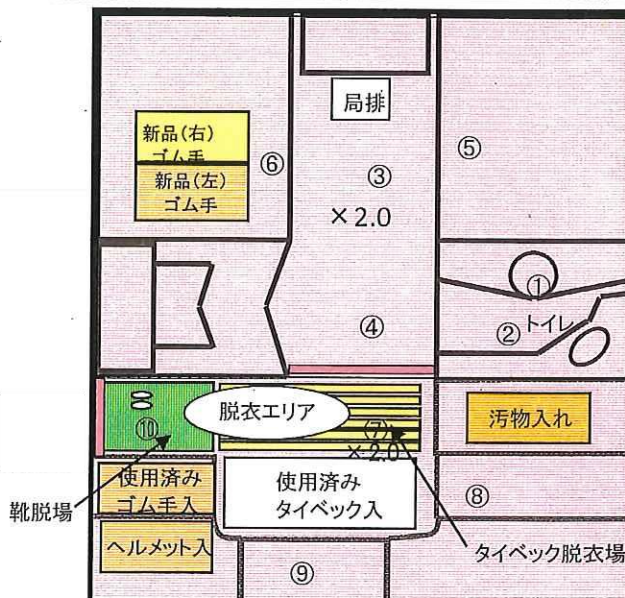 局排
新品(右)
ゴム手
新品(左)
ゴム手
⑥
③
×2.0
⑤
④
①
②
トイレ
脱衣エリア
⑩
(7)
×2.0
汚物入れ
靴脱場
使用済み
ゴム手入
使用済み
タイベック入
⑧
ヘルメット入
タイベック脱衣場
⑨